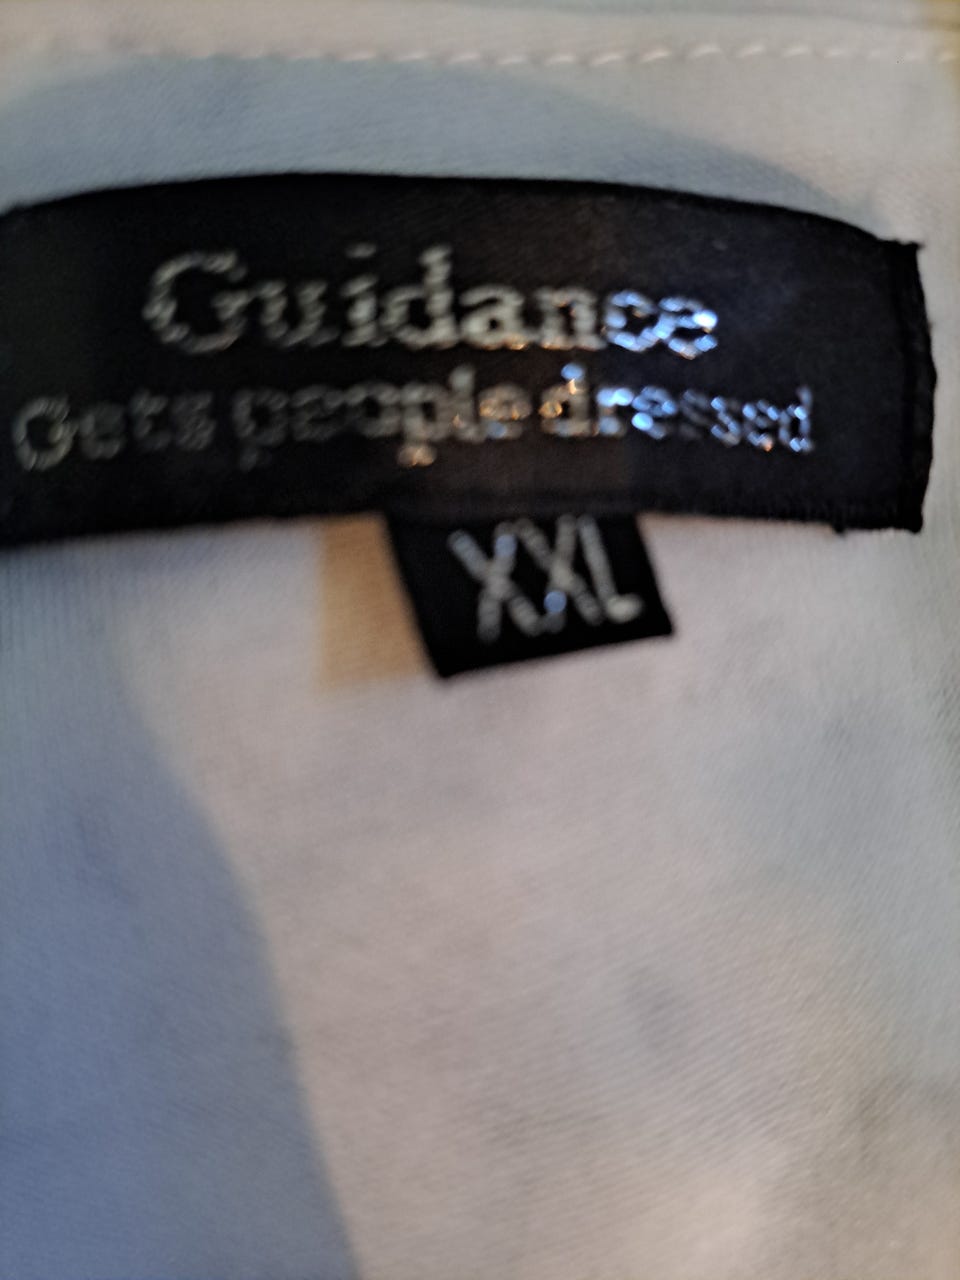 Guidance
Gets people dressed
XXL